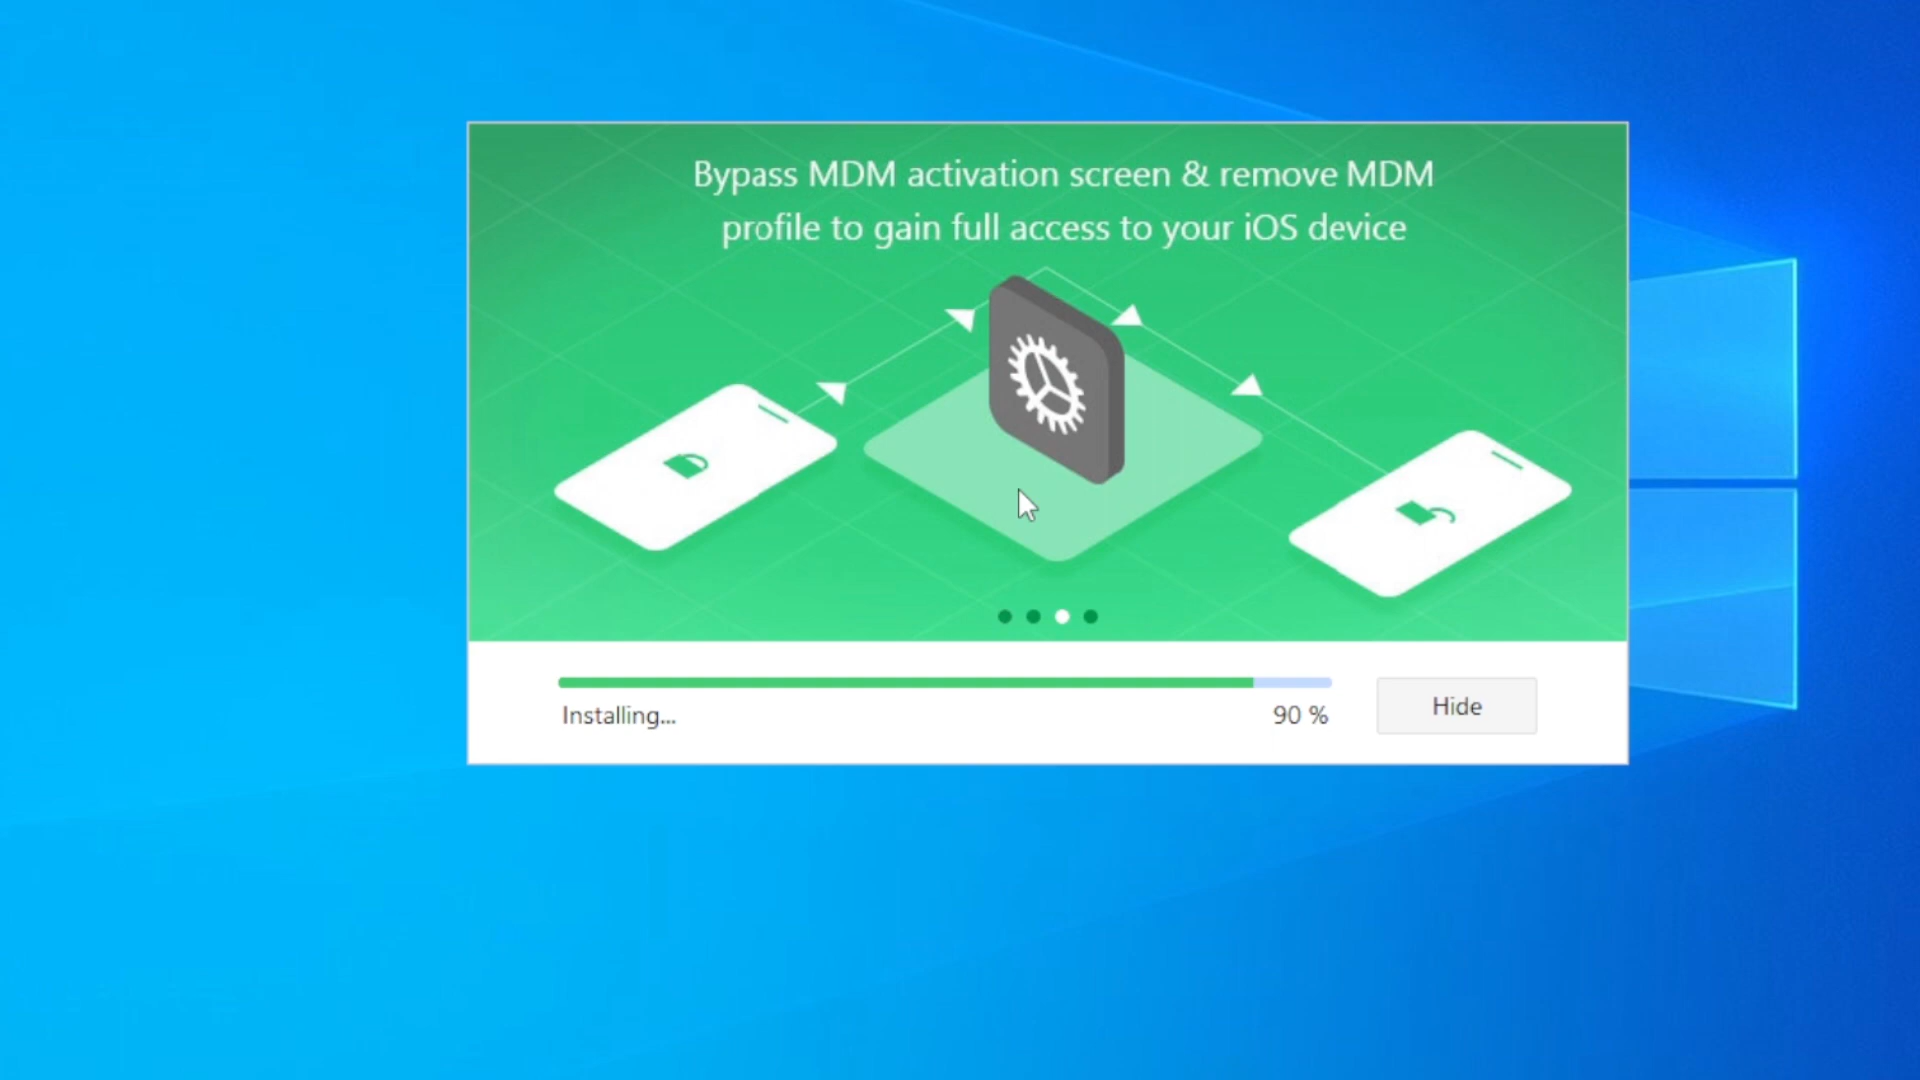 Bypass MDM activation screen & remove MDM
profile to gain full access to your iOS device
Installing...
90 %
Hide